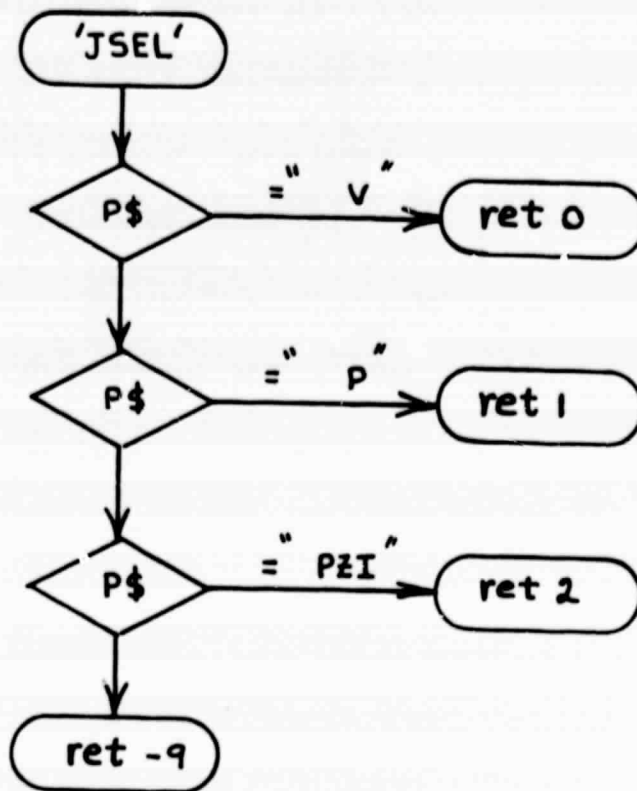 'JSEL'
P$ =" V " ret 0
P$ =" P " ret 1
P$ =" PZI " ret 2
ret -9